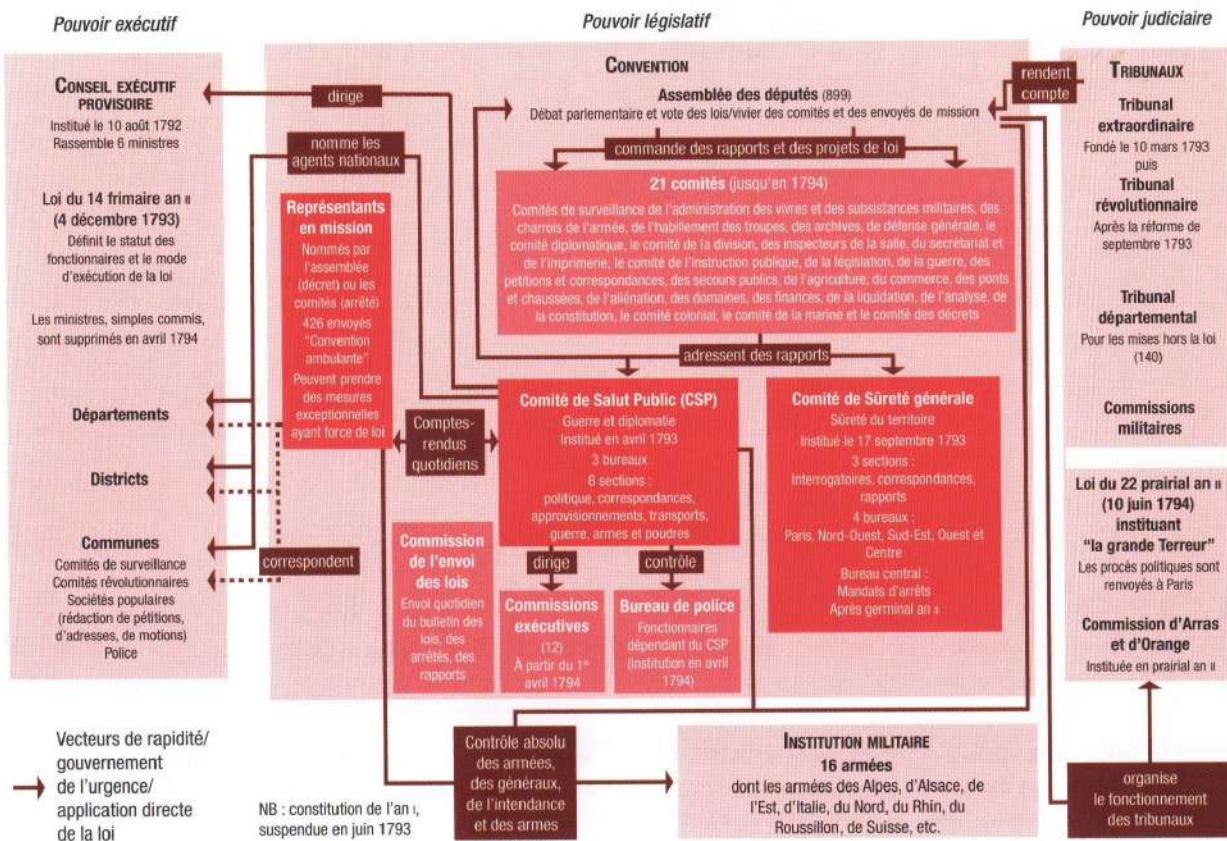 Pouvoir exécutif
Pouvoir législatif
Pouvoir judiciaire
CONSEIL EXÉCUTIF
PROVISOIRE
Institué le 10 août 1792
Rassemble 6 ministres
Loi du 14 frimaire an II
(4 décembre 1793)
Définit le statut des
fonctionnaires et le mode
d'exécution de la loi
Les ministres, simples commis,
sont supprimés en avril 1794
Départements
Districts
Communes
Comités de surveillance
Comités révolutionnaires
Sociétés populaires
(rédaction de pétitions,
d'adresses, de motions)
Police
dirige
nomme les
agents nationaux
Représentants
en mission
Nommés par
l'assemblée
(décret) ou les
comités (arrêté)
426 envoyés
"Convention
ambulante"
Peuvent prendre
des mesures
exceptionnelles
ayant force de loi
correspondent
CONVENTION
Assemblée des députés (899)
Débat parlementaire et vote des lois/vivier des comités et des envoyés de mission
commande des rapports et des projets de loi
21 comités (jusqu'en 1794)
Comités de surveillance de l'administration des vivres et des subsistances militaires, des
charrois de l'armée, de l'habillement des troupes, des archives, de défense générale, le
comité diplomatique, le comité de la division, des inspecteurs de la salle, du secrétariat et
de l'imprimerie, le comité de l'instruction publique, de la législation, de la guerre, des
pétitions et correspondances, des secours publics, de l'agriculture, du commerce, des ponts
et chaussées, de l'aliénation, des domaines, des finances, de la liquidation, de l'analyse, de
la constitution, le comité colonial, le comité de la marine et le comité des décrets
adressent des rapports
Comptes-
rendus
quotidiens
Comité de Salut Public (CSP)
Guerre et diplomatie
Institué en avril 1793
3 bureaux
6 sections :
politique, correspondances,
approvisionnements, transports,
guerre, armes et poudres
Comité de Sûreté générale
Sûreté du territoire
Institué le 17 septembre 1793
3 sections :
Interrogatoires, correspondances,
rapports
4 bureaux :
Paris, Nord-Ouest, Sud-Est, Ouest et
Centre
Bureau central :
Mandats d'arrêts
Après germinal an II
Commission
de l'envoi
des lois
Envoi quotidien
du bulletin des
lois, des
arrêtés, des
rapports
dirige
contrôle
Commissions
exécutives
(12)
À partir du 1er
avril 1794
Bureau de police
Fonctionnaires
dépendant du CSP
(Institution en avril
1794)
rendent
compte
TRIBUNAUX
Tribunal
extraordinaire
Fondé le 10 mars 1793
puis
Tribunal
révolutionnaire
Après la réforme de
septembre 1793
Tribunal
départemental
Pour les mises hors la loi
(140)
Commissions
militaires
Loi du 22 prairial an II
(10 juin 1794)
instituant
"la grande Terreur"
Les procès politiques sont
renvoyés à Paris
Commission d'Arras
et d'Orange
Instituée en prairial an II
organise
le fonctionnement
des tribunaux
Vecteurs de rapidité/
gouvernement
de l'urgence/
application directe
de la loi
NB : constitution de l'an I,
suspendue en juin 1793
Contrôle absolu
des armées,
des généraux,
de l'intendance
et des armes
INSTITUTION MILITAIRE
16 armées
dont les armées des Alpes, d'Alsace, de
l'Est, d'Italie, du Nord, du Rhin, du
Roussillon, de Suisse, etc.